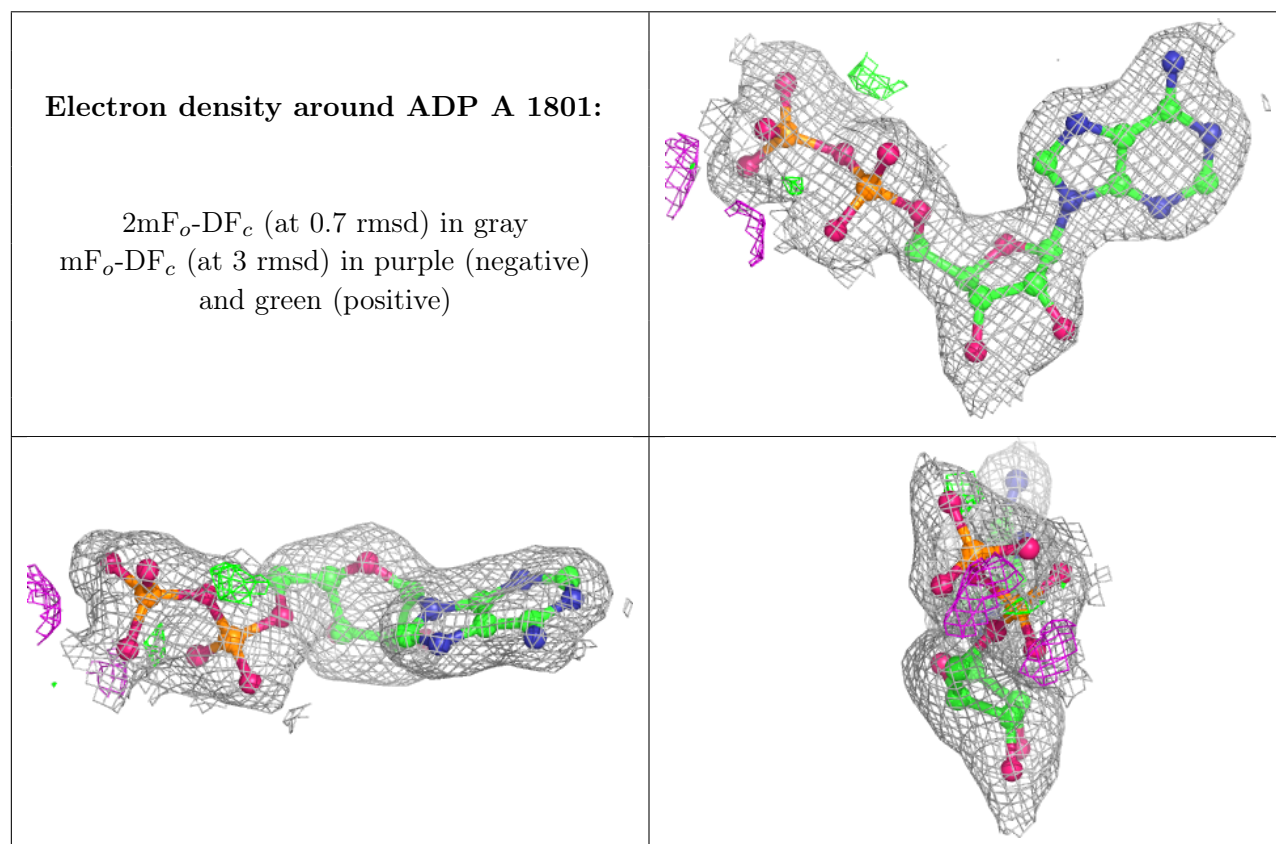 Electron density around ADP A 1801:
2mFo-DFc (at 0.7 rmsd) in gray
mFo-DFc (at 3 rmsd) in purple (negative)
and green (positive)